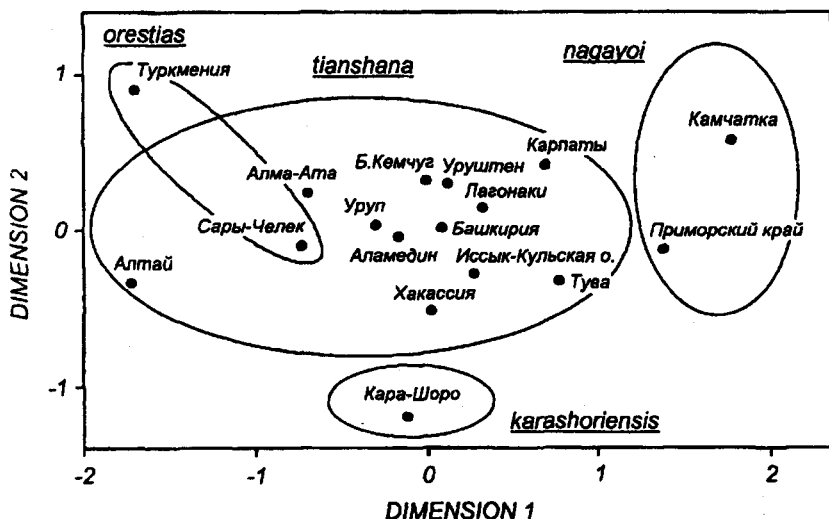 orestias
Туркмения
tianshana
nagayoi
Камчатка
Карпаты
Б.Кемчуг
Уруштен
Алма-Ата
Лагонаки
Уруп
Сары-Челек
Башкирия
Приморский край
Аламедин
Иссык-Кульская о.
Алтай
Тува
Хакассия
Кара-Шоро
karashoriensis
DIMENSION 2
1
0
-1
-2
-1
0
1
2
DIMENSION 1